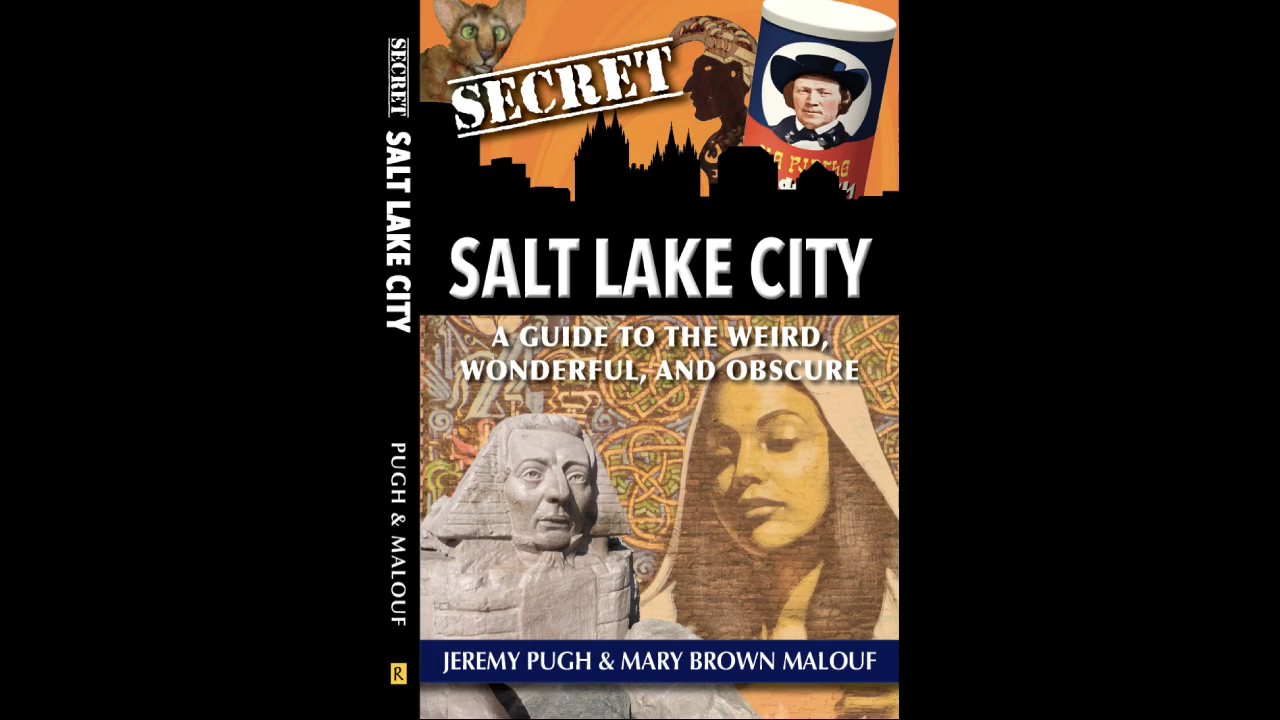 SECRET
SALT LAKE CITY
PUGH & MALOUF
R
SECRET
SALT LAKE CITY
A GUIDE TO THE WEIRD,
WONDERFUL, AND OBSCURE
JEREMY PUGH & MARY BROWN MALOUF